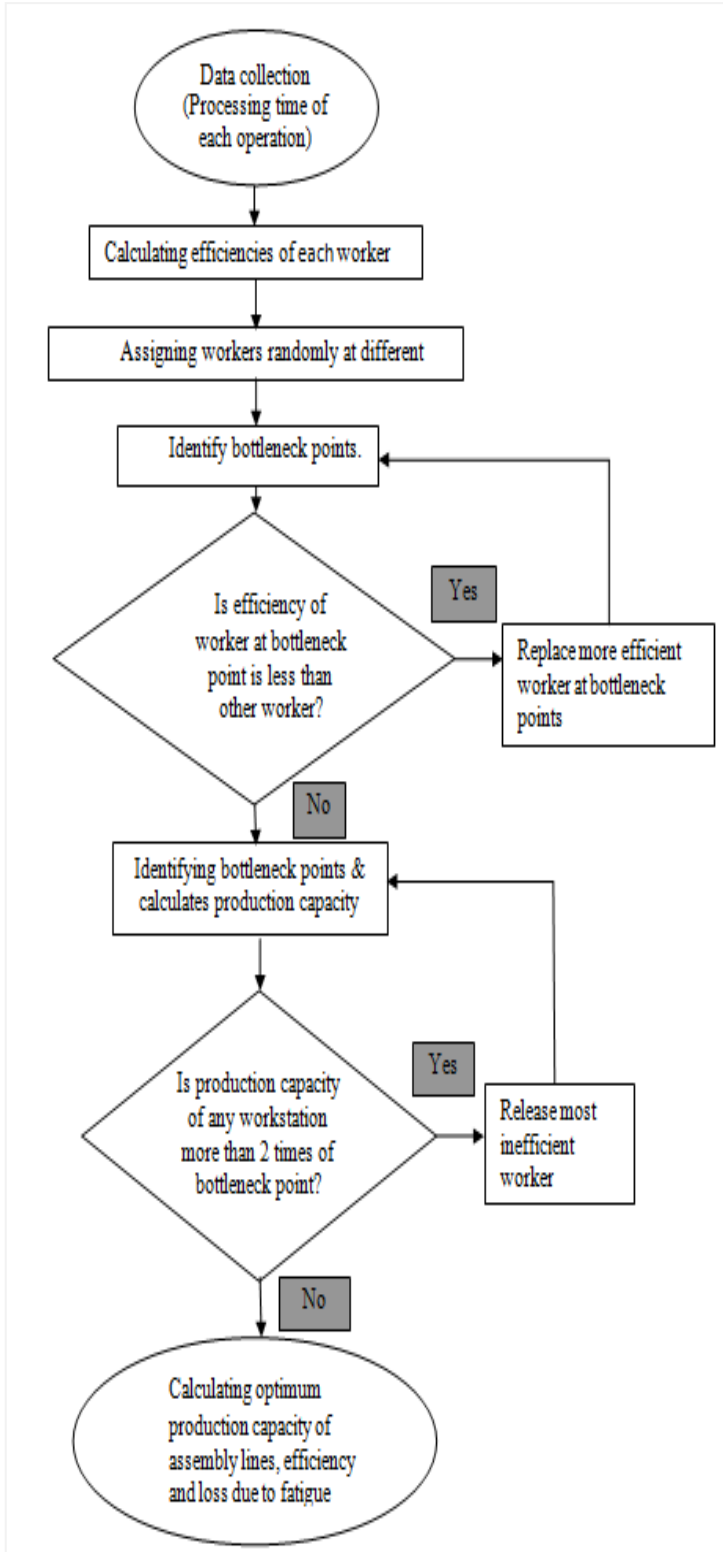 Data collection
(Processing time of
each operation)
Calculating efficiencies of each worker
Assigning workers randomly at different
Identify bottleneck points.
Is efficiency of
worker at bottleneck
point is less than
other worker?
Yes
Replace more efficient
worker at bottleneck
points
No
Identifying bottleneck points &
calculates production capacity
Is production capacity
of any workstation
more than 2 times of
bottleneck point?
Yes
Release most
inefficient
worker
No
Calculating optimum
production capacity of
assembly lines, efficiency
and loss due to fatigue